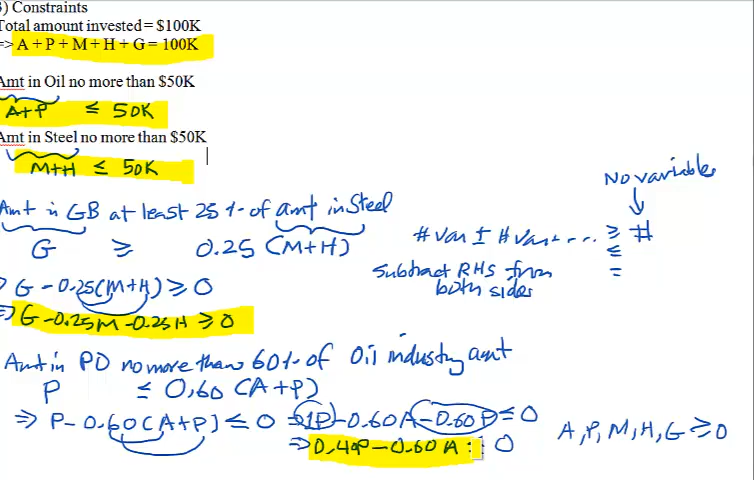 ) Constraints
Total amount invested = $100K
=> A + P + M + H + G = 100K
Amt in Oil no more than $50K
A+P ≤ 50K
Amt in Steel no more than $50K
M+H ≤ 50K
No variables
Amt in GB at least 25% of amt in Steel
G ≥ 0.25 (M+H)
# Var ± # Var ± ... ≥ #
≤
=
Subtract RHS from
both sides
⇒ G - 0.25(M+H) ≥ 0
⇒ G - 0.25M - 0.25H ≥ 0
Amt in PO no more than 60% of Oil industry amt
P ≤ 0.60 (A+P)
⇒ P - 0.60(A+P) ≤ 0 ⇒ 1P - 0.60A - 0.60P ≤ 0
⇒ 0.40P - 0.60A 0
A, P, M, H, G ≥ 0